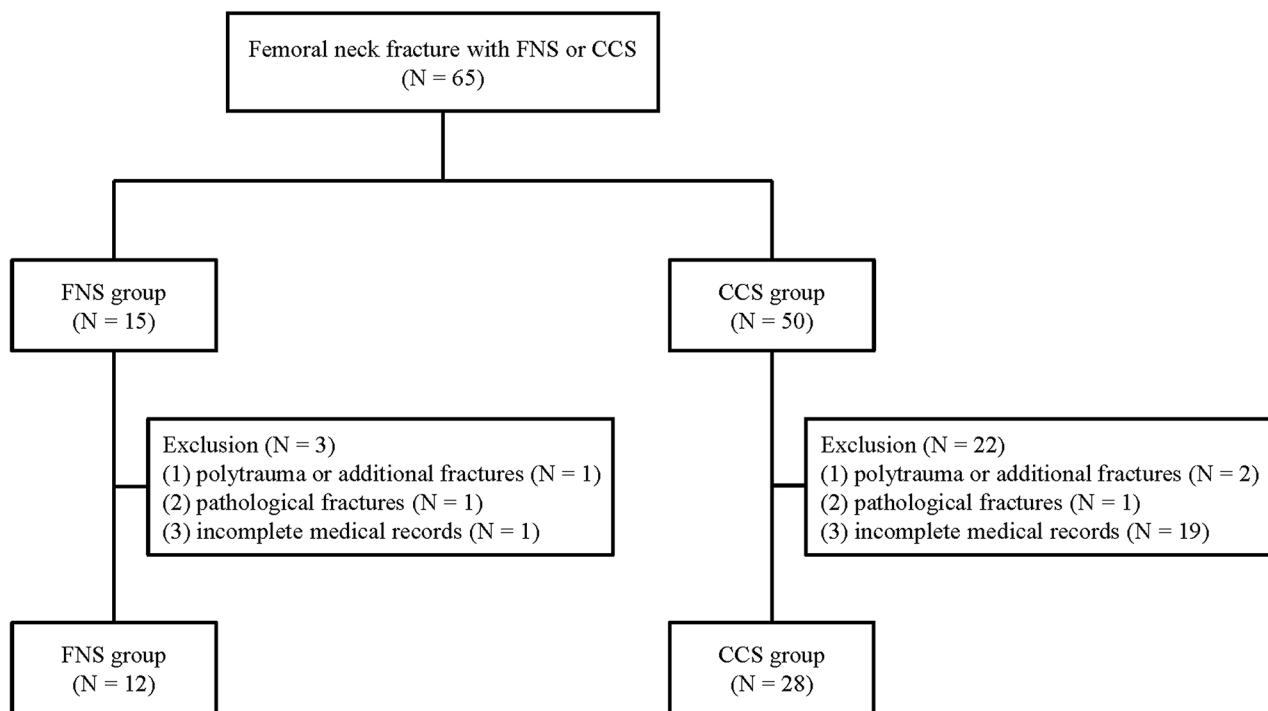 Femoral neck fracture with FNS or CCS
(N = 65)
FNS group
(N = 15)
CCS group
(N = 50)
Exclusion (N = 3)
(1) polytrauma or additional fractures (N = 1)
(2) pathological fractures (N = 1)
(3) incomplete medical records (N = 1)
Exclusion (N = 22)
(1) polytrauma or additional fractures (N = 2)
(2) pathological fractures (N = 1)
(3) incomplete medical records (N = 19)
FNS group
(N = 12)
CCS group
(N = 28)